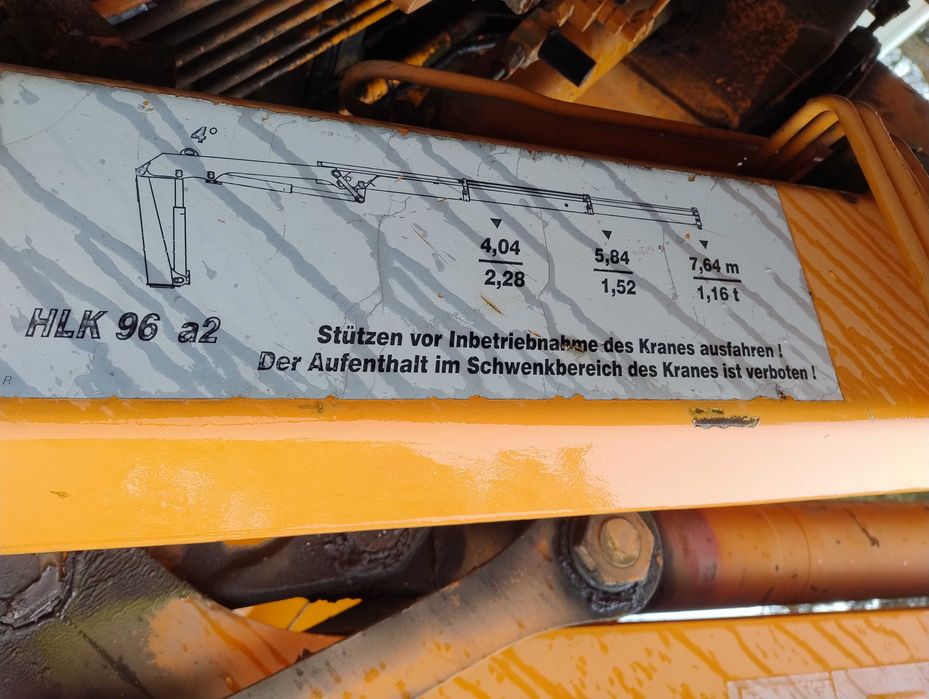 4°
4,04 5,84 7,64 m
2,28 1,52 1,16 t
HLK 96 a2
Stützen vor Inbetriebnahme des Kranes ausfahren !
Der Aufenthalt im Schwenkbereich des Kranes ist verboten !
R